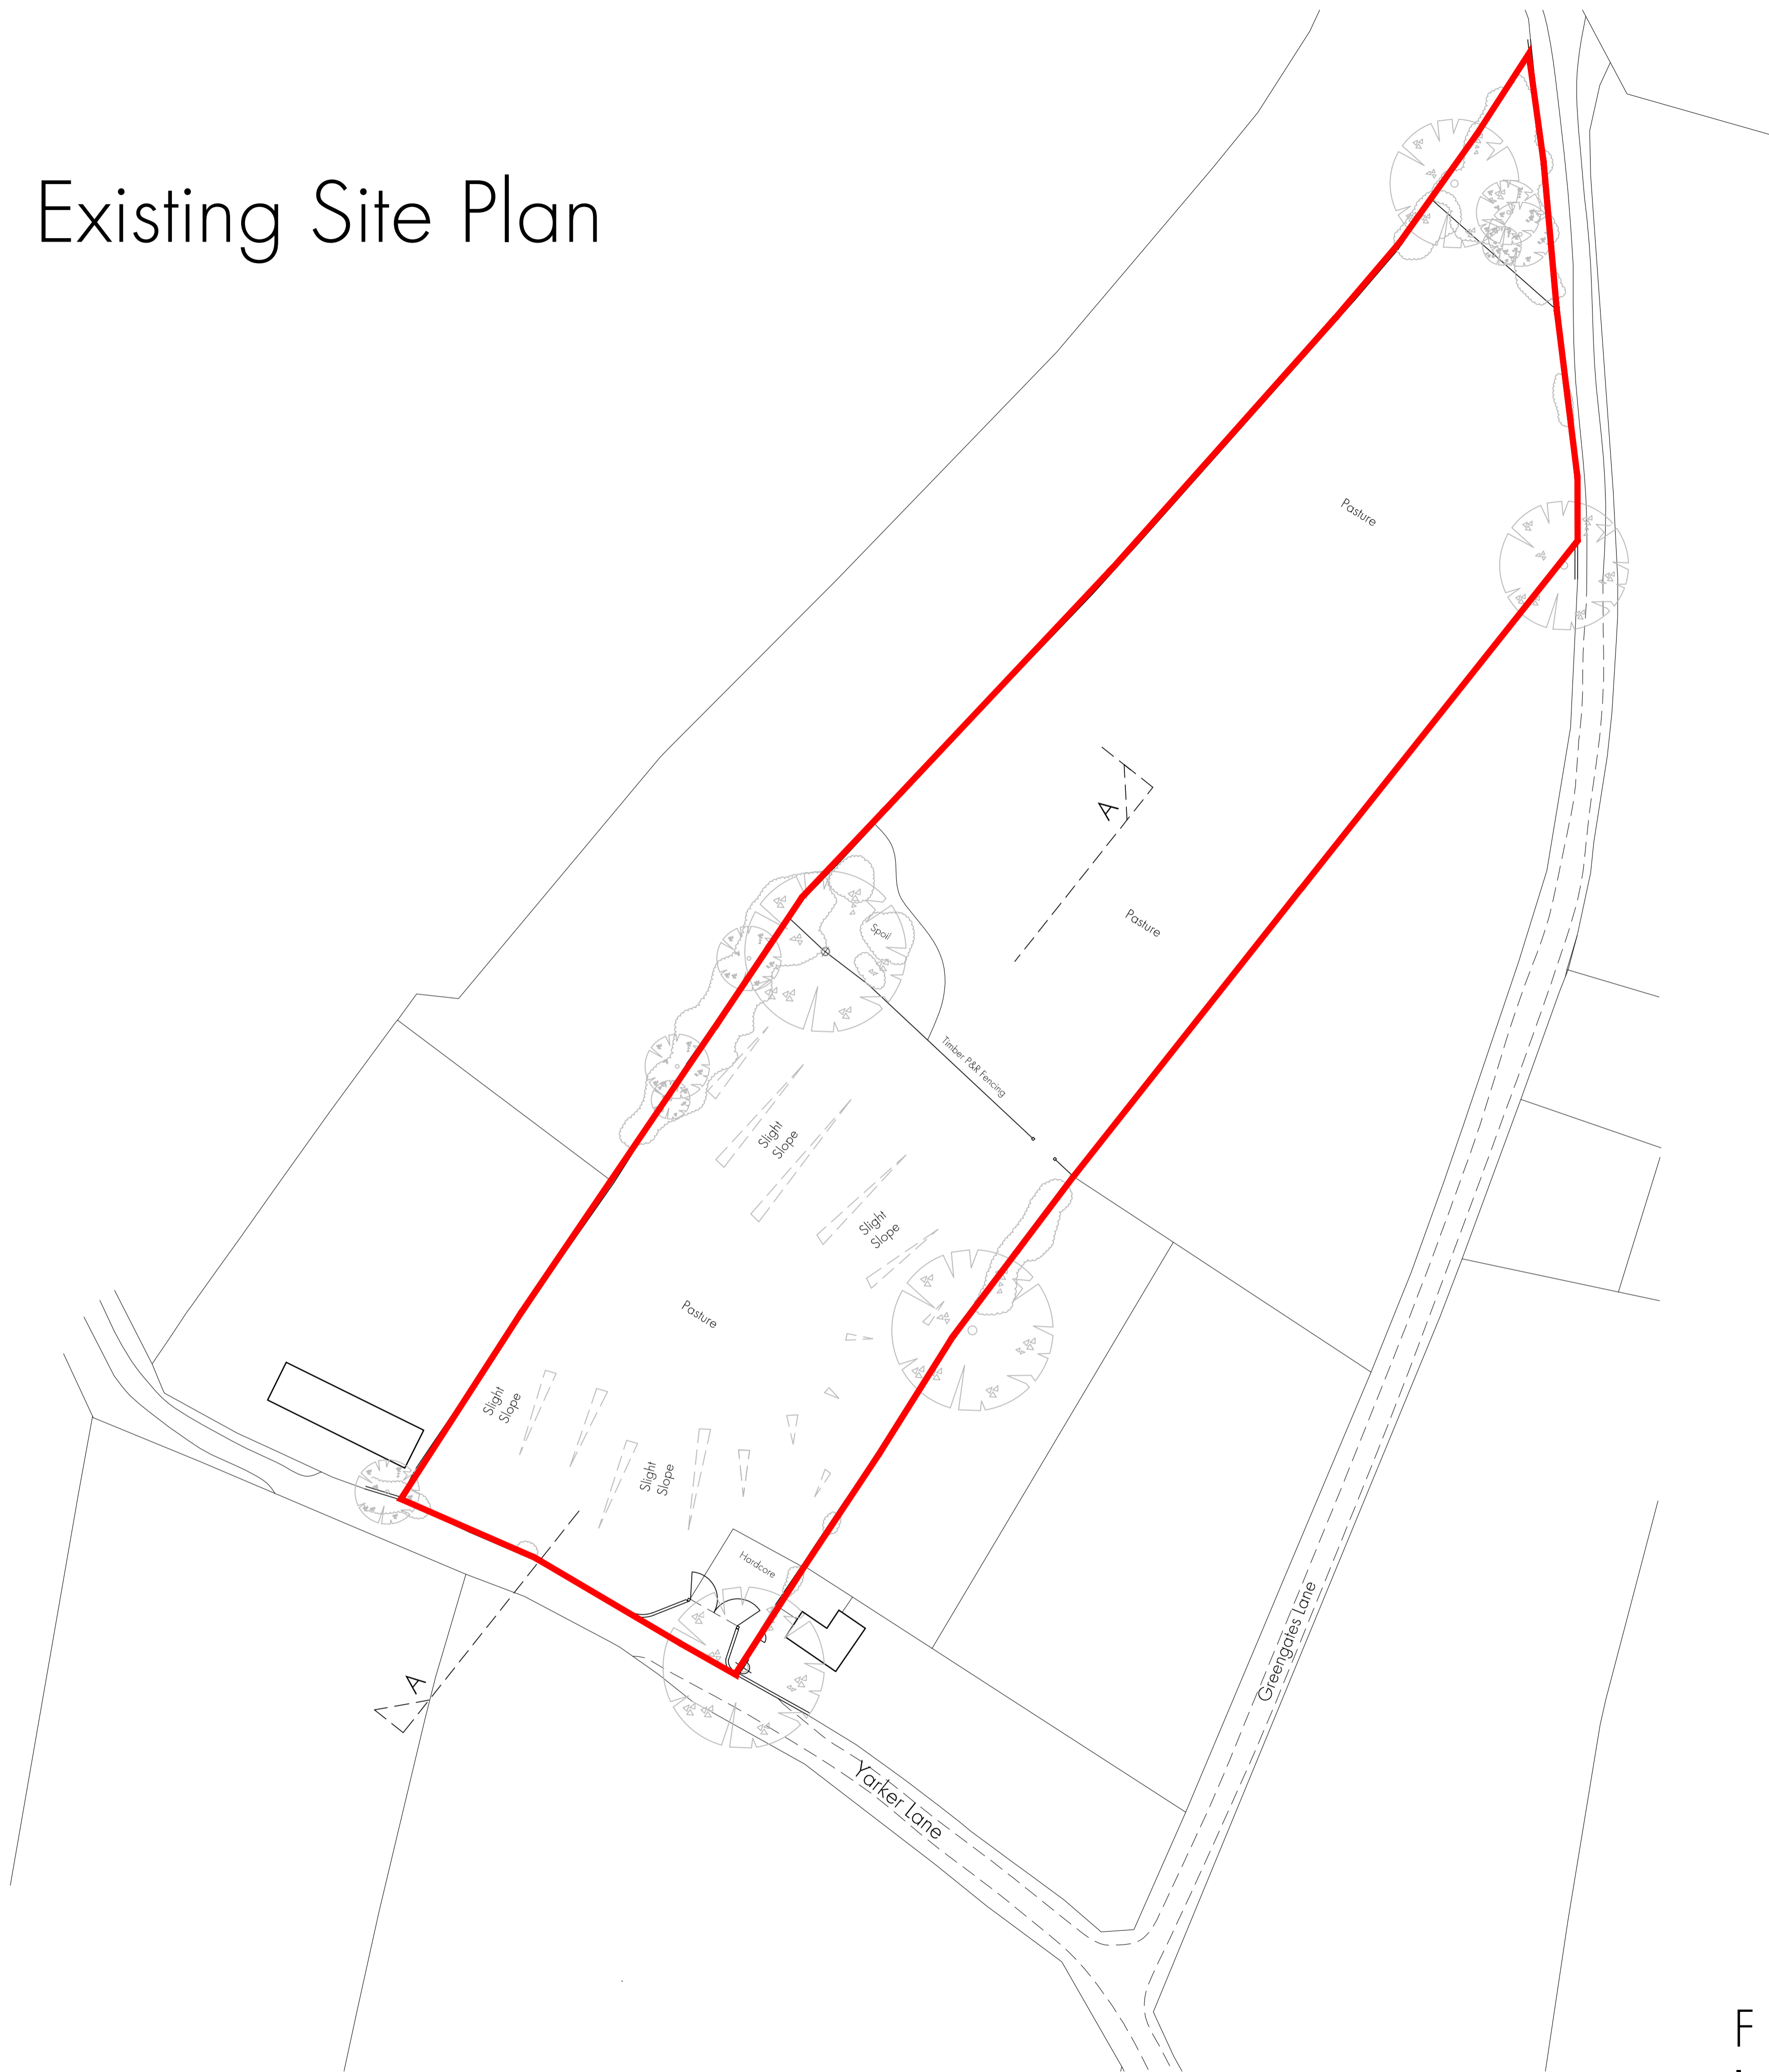 Existing Site Plan
Pasture
A
Pasture
Spoil
Timber P&R Fencing
Slight
Slope
Slight
Slope
Pasture
Slight
Slope
Slight
Slope
Hardcore
Greengates Lane
A
Yarker Lane
F